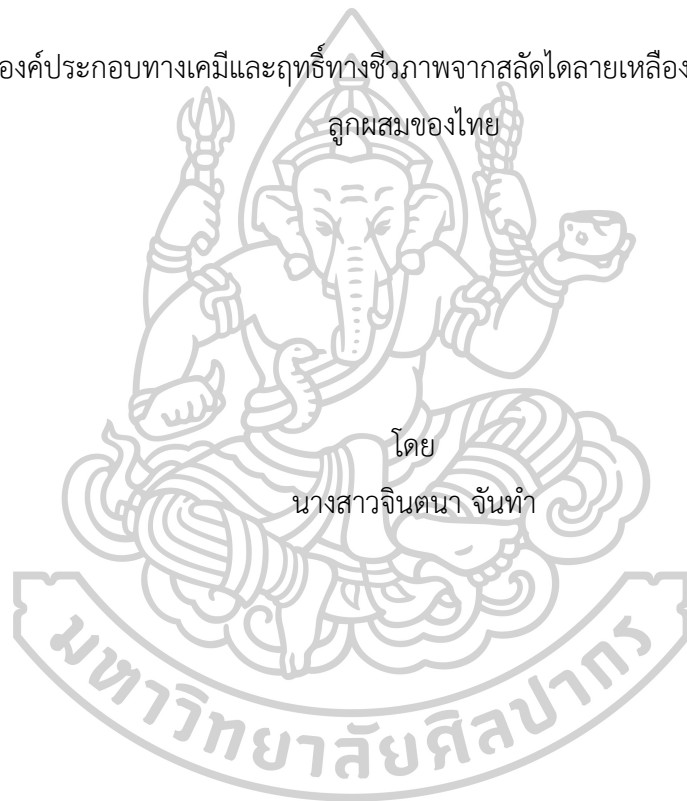 องค์ประกอบทางเคมีและฤทธิ์ทางชีวภาพจากสลัดไดลายเหลือง
ลูกผสมของไทย
โดย
นางสาวจินตนา จันทำ
มหาวิทยาลัยศิลปากร